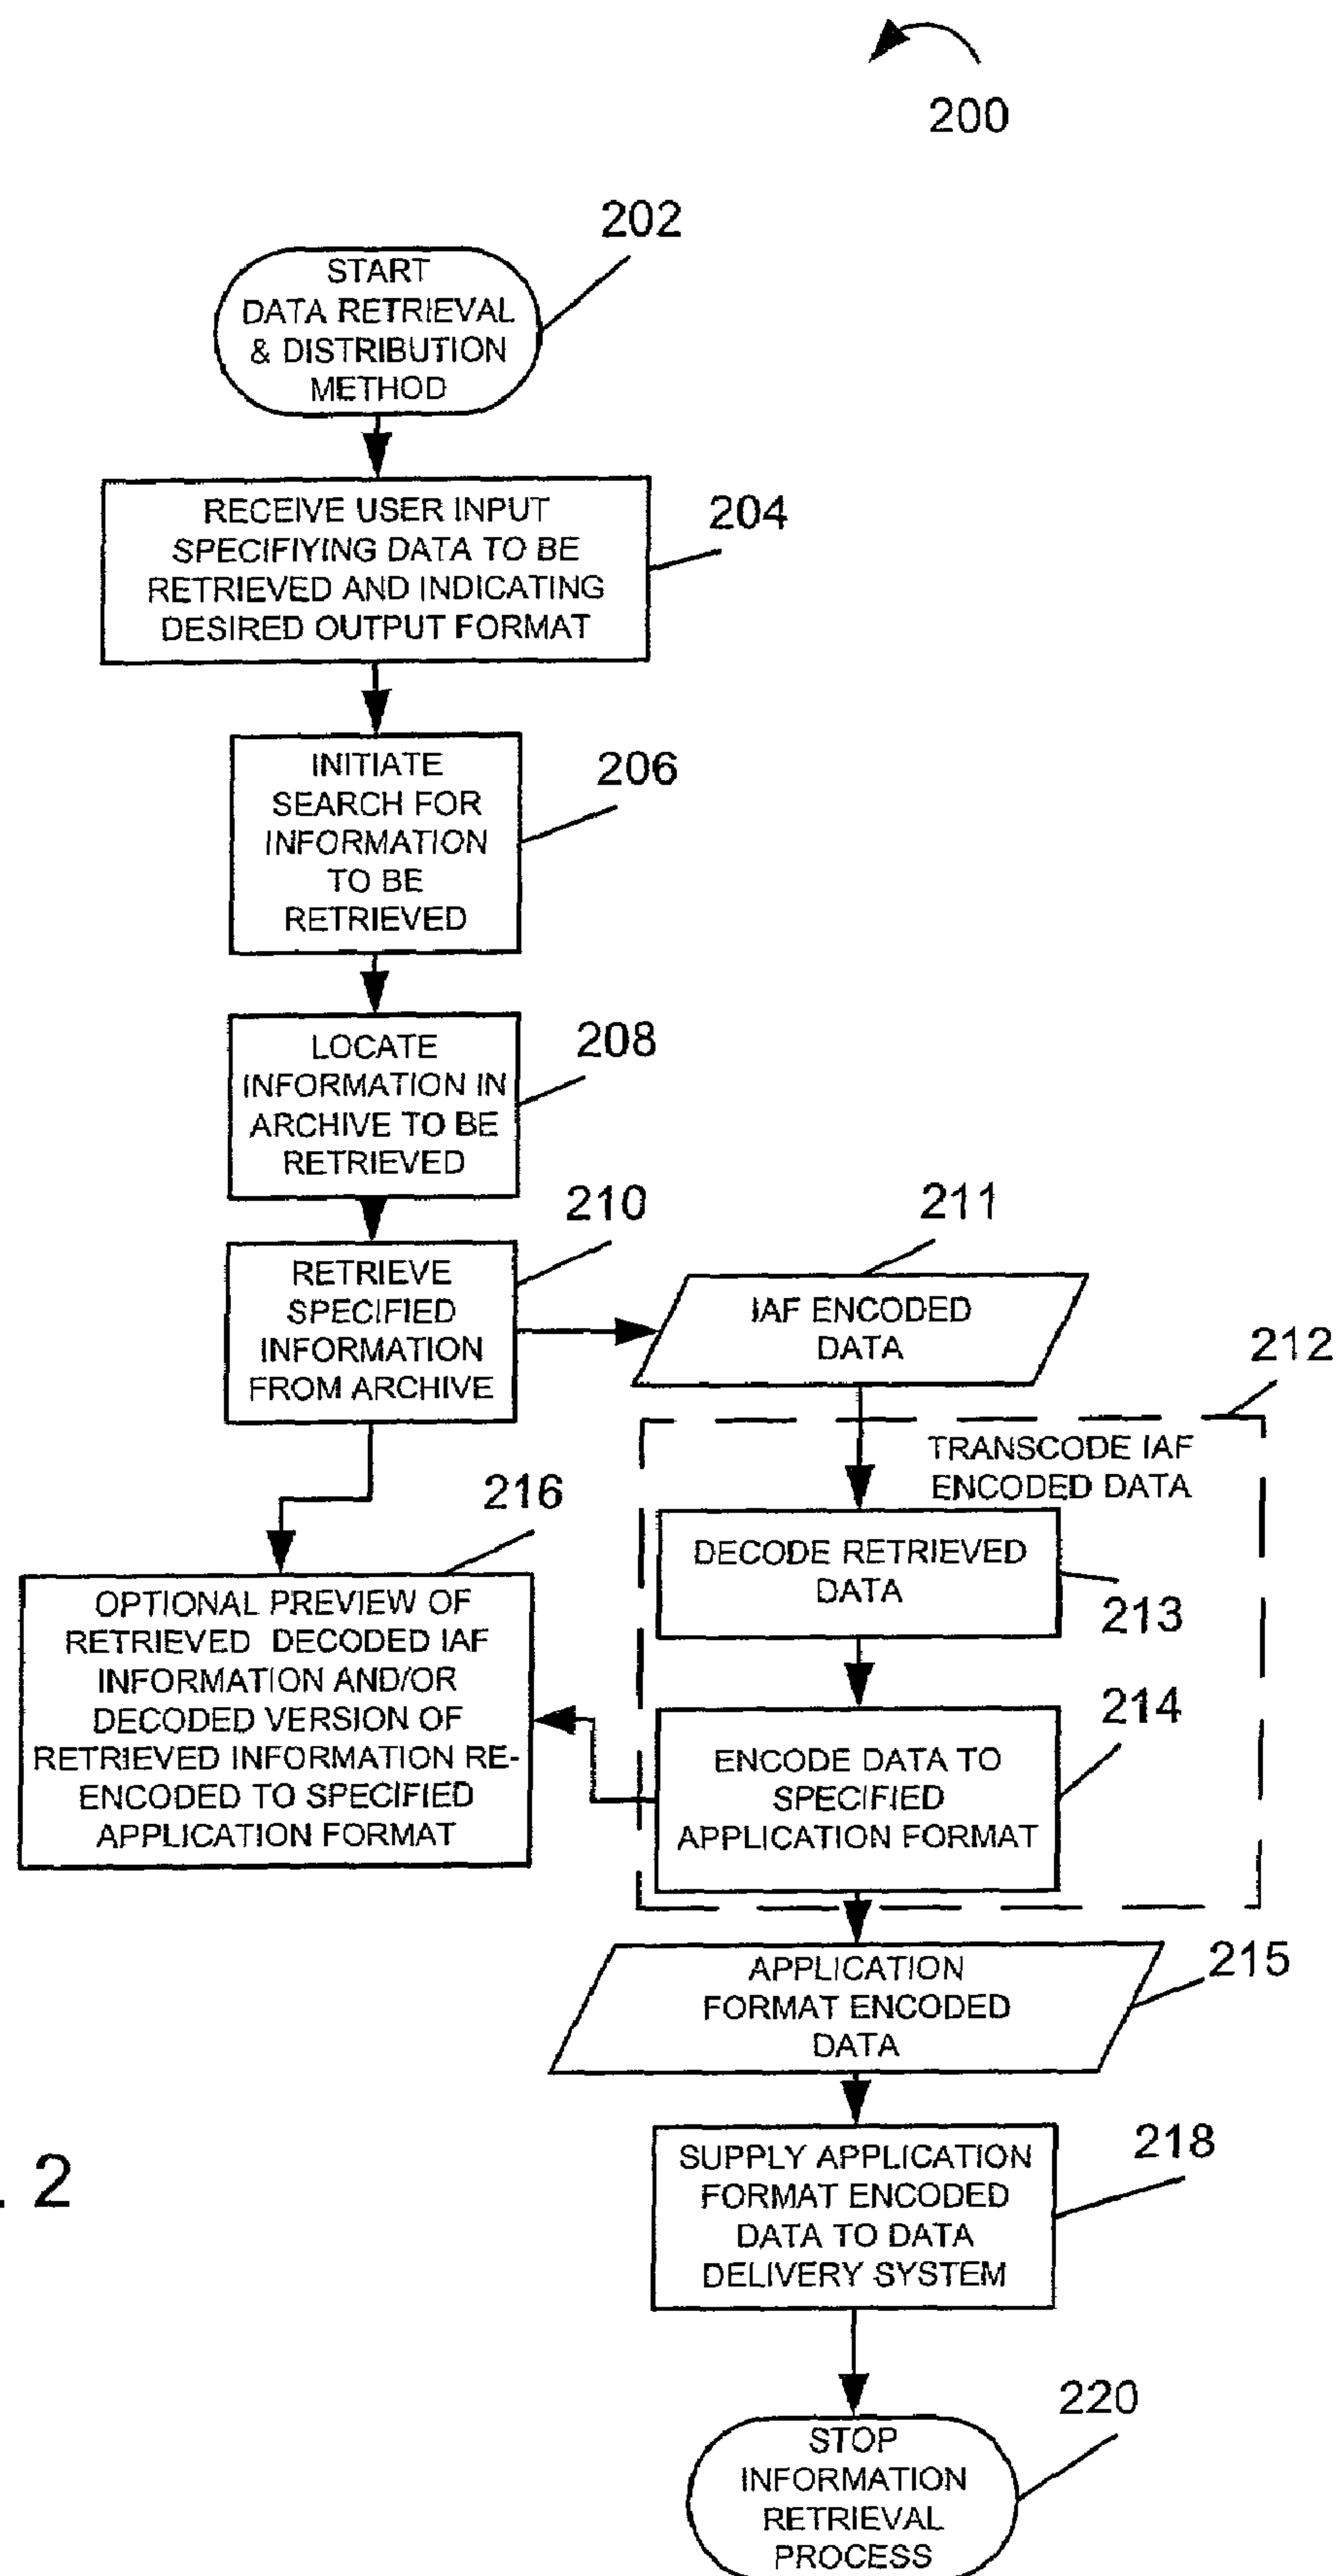 200
202
START
DATA RETRIEVAL
& DISTRIBUTION
METHOD
204
RECEIVE USER INPUT
SPECIFIYING DATA TO BE
RETRIEVED AND INDICATING
DESIRED OUTPUT FORMAT
206
INITIATE
SEARCH FOR
INFORMATION
TO BE
RETRIEVED
208
LOCATE
INFORMATION IN
ARCHIVE TO BE
RETRIEVED
210
RETRIEVE
SPECIFIED
INFORMATION
FROM ARCHIVE
211
IAF ENCODED
DATA
212
TRANSCODE IAF
ENCODED DATA
DECODE RETRIEVED
DATA
213
216
OPTIONAL PREVIEW OF
RETRIEVED DECODED IAF
INFORMATION AND/OR
DECODED VERSION OF
RETRIEVED INFORMATION RE-
ENCODED TO SPECIFIED
APPLICATION FORMAT
214
ENCODE DATA TO
SPECIFIED
APPLICATION FORMAT
215
APPLICATION
FORMAT ENCODED
DATA
218
SUPPLY APPLICATION
FORMAT ENCODED
DATA TO DATA
DELIVERY SYSTEM
. 2
220
STOP
INFORMATION
RETRIEVAL
PROCESS